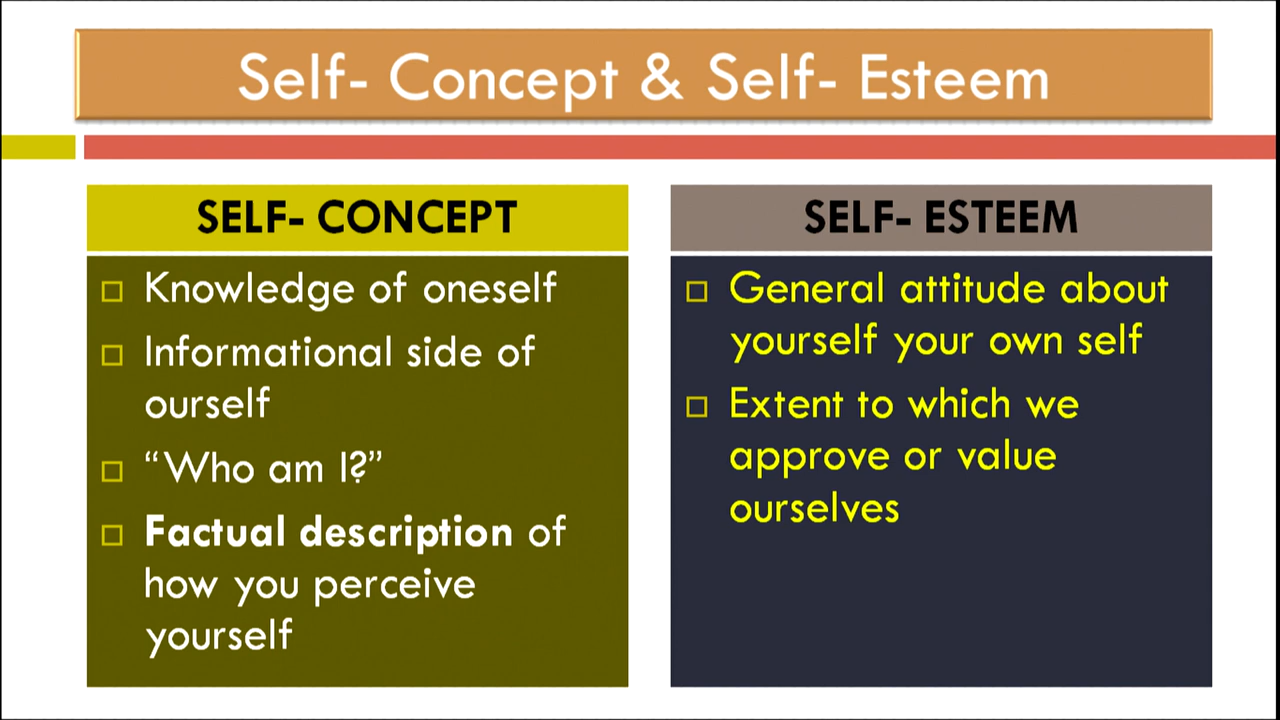 Self- Concept & Self- Esteem
SELF- CONCEPT
Knowledge of oneself
Informational side of
ourself
“Who am I?”
Factual description of
how you perceive
yourself
SELF- ESTEEM
General attitude about
yourself your own self
Extent to which we
approve or value
ourselves